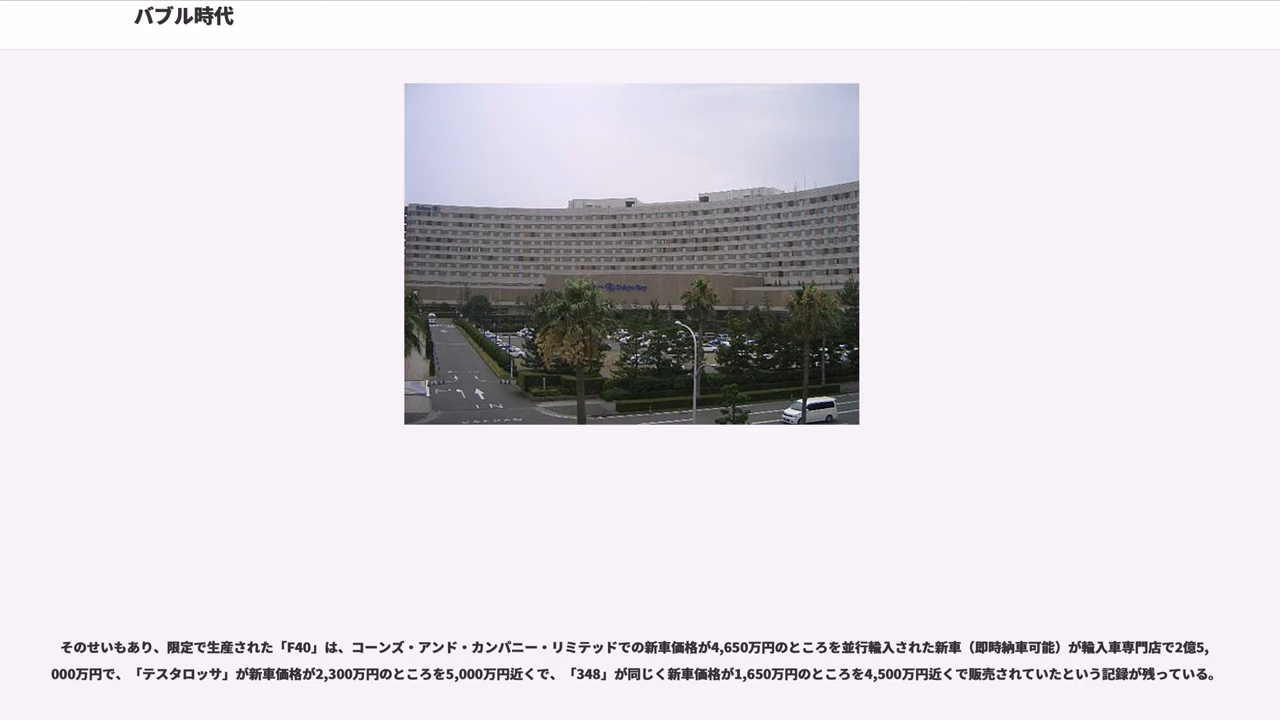 バブル時代
Tokyo Bay
IN
そのせいもあり、限定で生産された「F40」は、コーンズ・アンド・カンパニー・リミテッドでの新車価格が4,650万円のところを並行輸入された新車（即時納車可能）が輸入車専門店で2億5,
000万円で、「テスタロッサ」が新車価格が2,300万円のところを5,000万円近くで、「348」が同じく新車価格が1,650万円のところを4,500万円近くで販売されていたという記録が残っている。